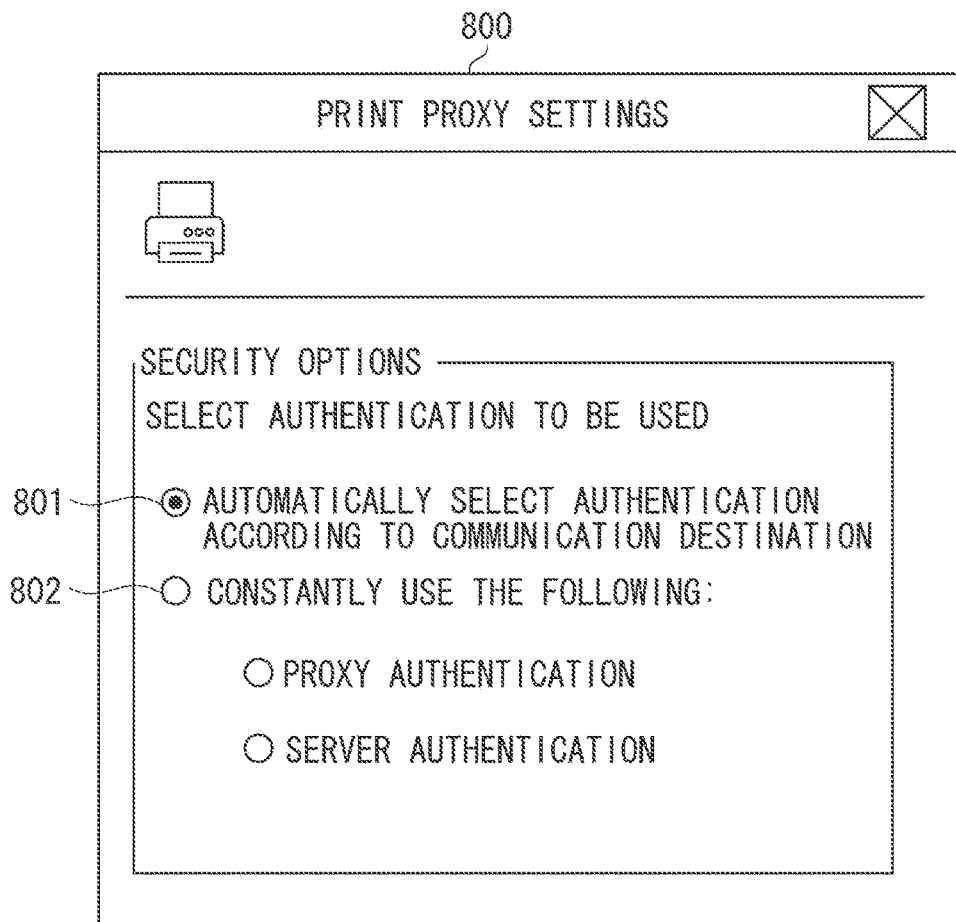 800
PRINT PROXY SETTINGS
SECURITY OPTIONS
SELECT AUTHENTICATION TO BE USED
801
AUTOMATICALLY SELECT AUTHENTICATION
ACCORDING TO COMMUNICATION DESTINATION
802
CONSTANTLY USE THE FOLLOWING:
PROXY AUTHENTICATION
SERVER AUTHENTICATION